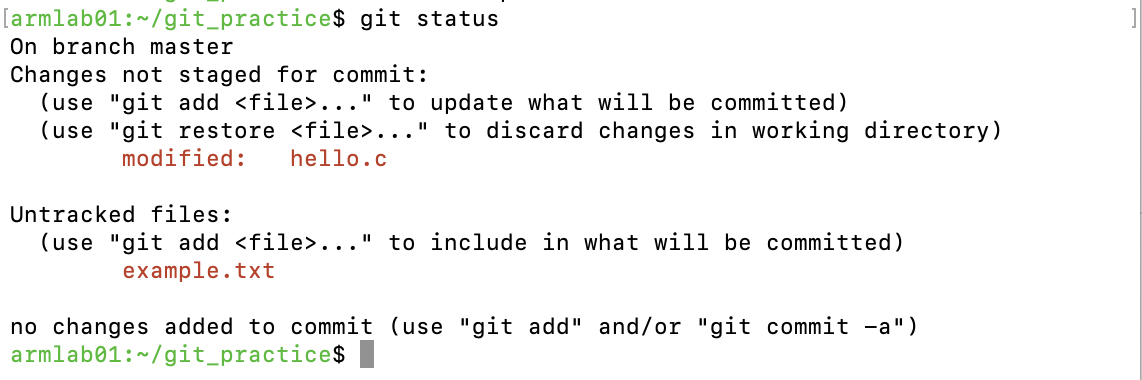 [armlab01:~/git_practice$ git status ]
On branch master
Changes not staged for commit:
  (use "git add <file>..." to update what will be committed)
  (use "git restore <file>..." to discard changes in working directory)
        modified:   hello.c

Untracked files:
  (use "git add <file>..." to include in what will be committed)
        example.txt

no changes added to commit (use "git add" and/or "git commit -a")
armlab01:~/git_practice$